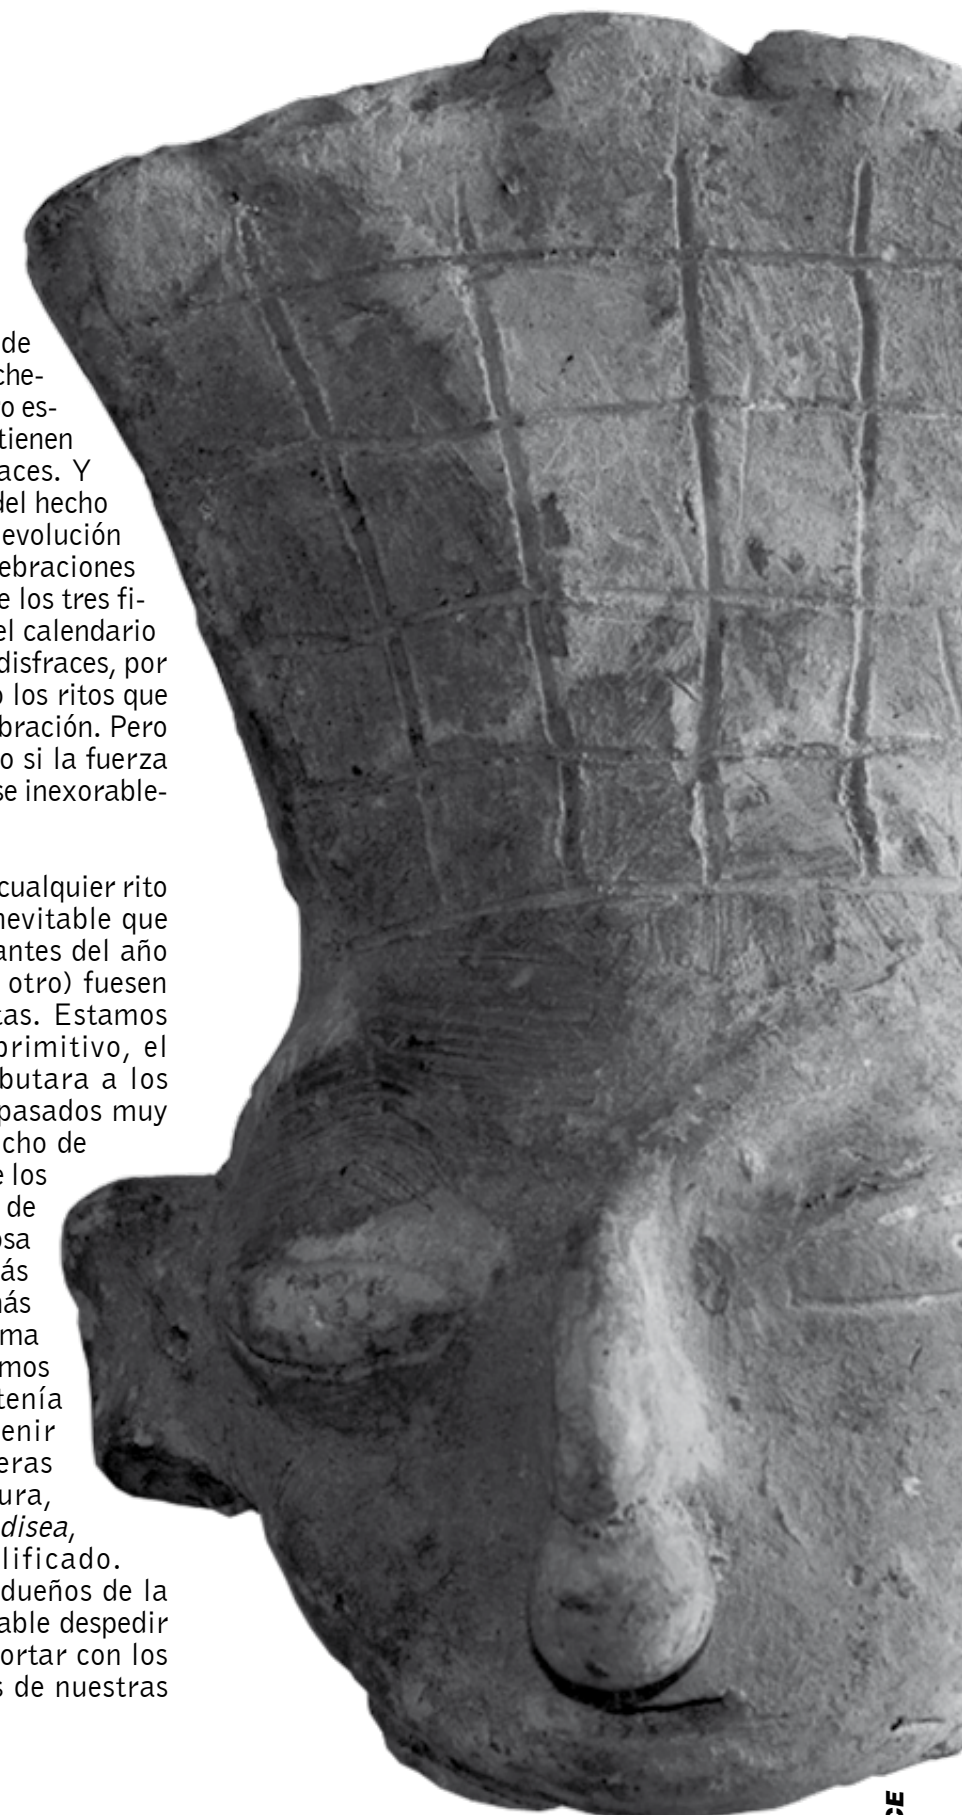 de
che-
o es-
tienen
aces. Y
del hecho
evolución
ebraciones
e los tres fi-
el calendario
disfraces, por
o los ritos que
bración. Pero
o si la fuerza
se inexorable-
cualquier rito
nevitable que
antes del año
otro) fuesen
cas. Estamos
primitivo, el
butara a los
pasados muy
cho de
e los
de
osa
ás
nás
ma
mos
tenía
enir
eras
ura,
disea,
lificado.
dueños de la
able despedir
ortar con los
s de nuestras
CE